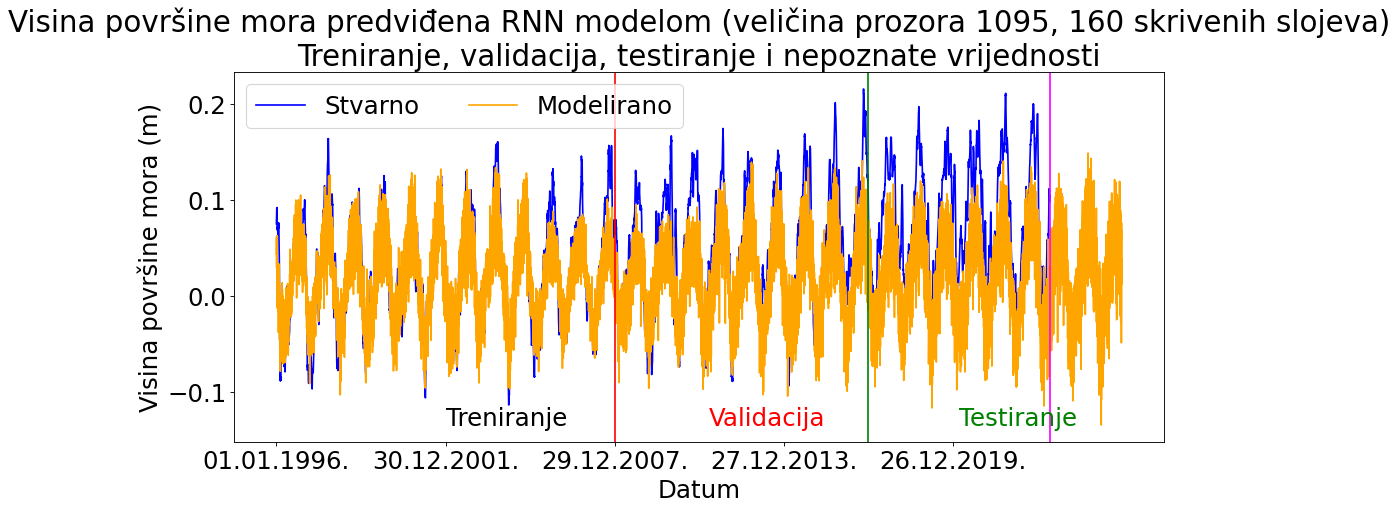 Visina površine mora predviđena RNN modelom (veličina prozora 1095, 160 skrivenih slojeva)
Treniranje, validacija, testiranje i nepoznate vrijednosti
Stvarno
Modelirano
Visina površine mora (m)
0.2
0.1
0.0
−0.1
Treniranje
Validacija
Testiranje
01.01.1996.
30.12.2001.
29.12.2007.
27.12.2013.
26.12.2019.
Datum